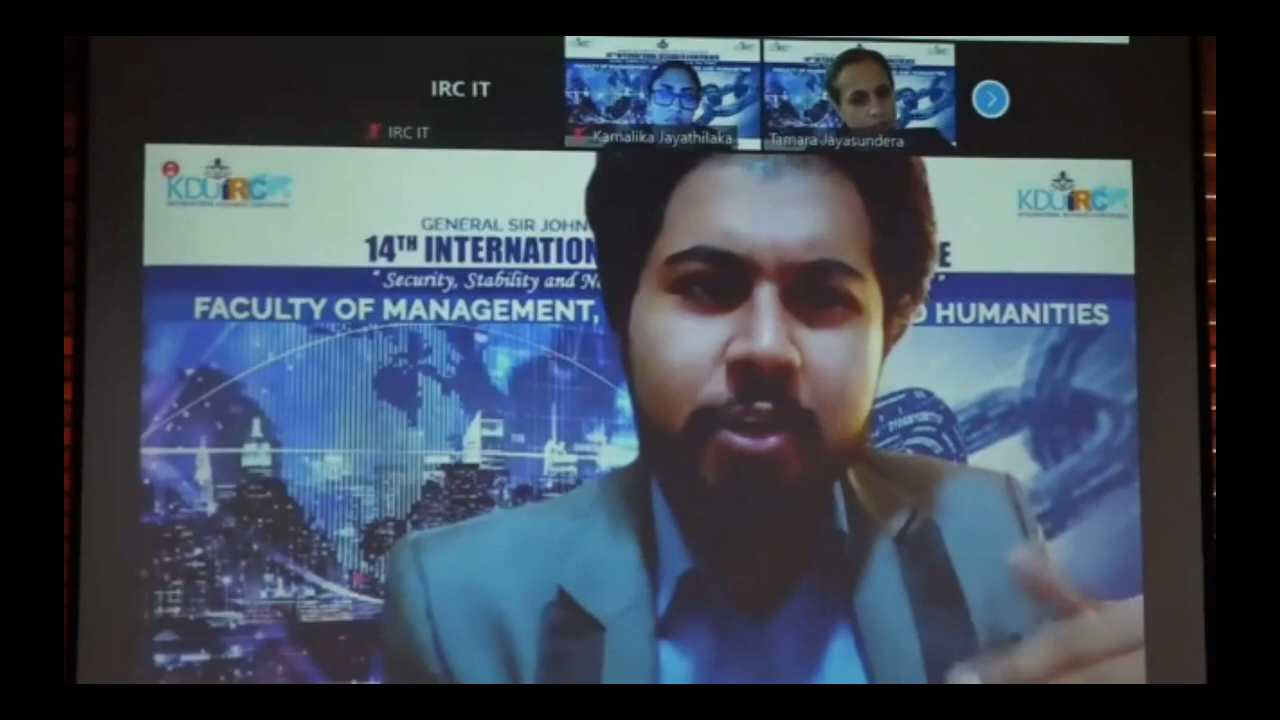 IRC IT
IRC IT
Kamalika Jayathilaka
Tamara Jayasundera
KDU IRC
KDU IRC
GENERAL SIR JOHN
14TH INTERNATION E
" Security, Stability and N "
FACULTY OF MANAGEMENT, D HUMANITIES